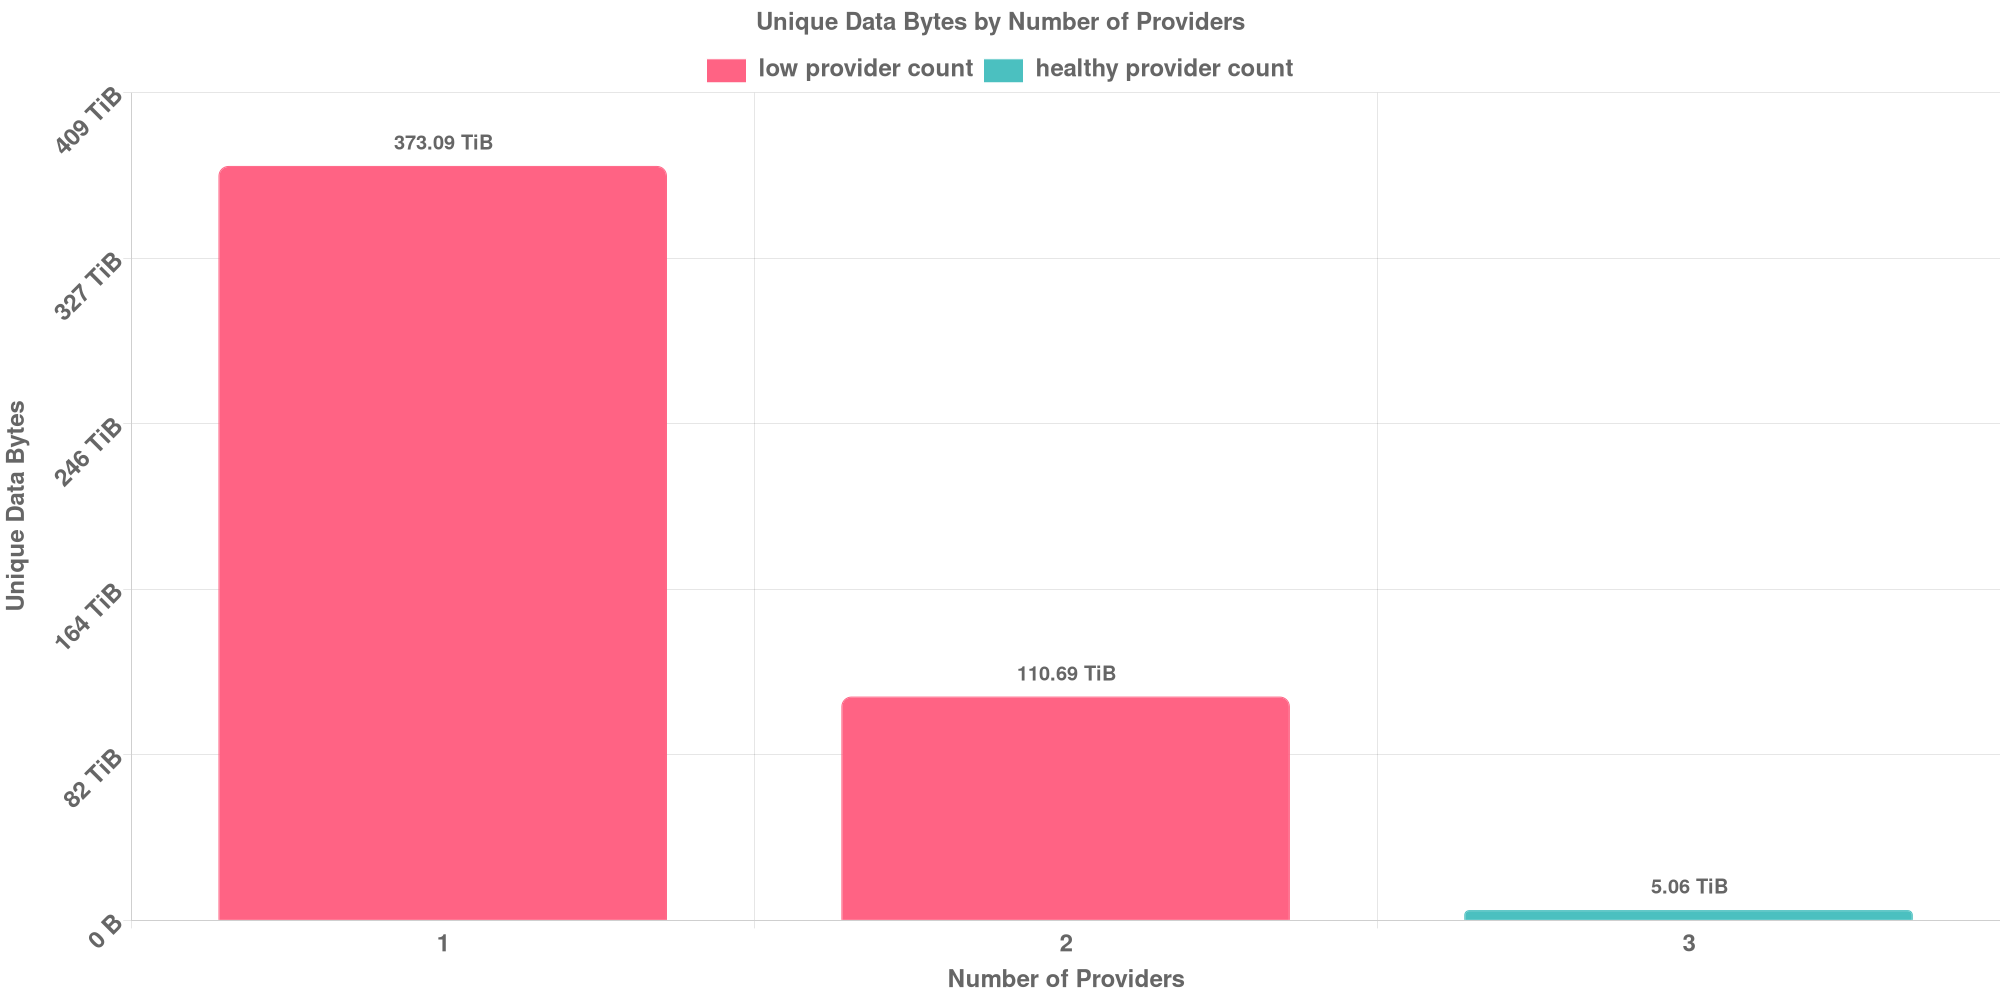 Unique Data Bytes by Number of Providers
low provider count healthy provider count
409 TiB
373.09 TiB
327 TiB
246 TiB
Unique Data Bytes
164 TiB
110.69 TiB
82 TiB
5.06 TiB
0 B
1 2 3
Number of Providers